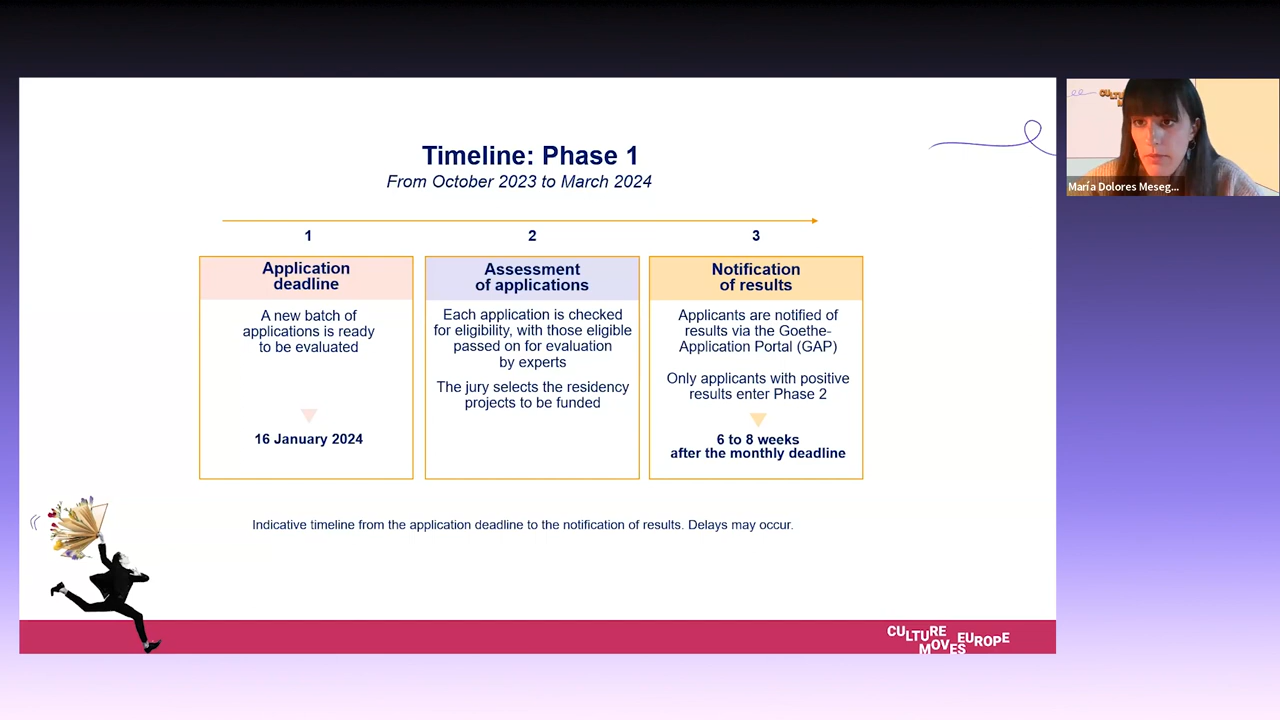 Timeline: Phase 1
From October 2023 to March 2024
1
2
3
Application
deadline
A new batch of
applications is ready
to be evaluated
16 January 2024
Assessment
of applications
Each application is checked
for eligibility, with those eligible
passed on for evaluation
by experts
The jury selects the residency
projects to be funded
Notification
of results
Applicants are notified of
results via the Goethe-
Application Portal (GAP)
Only applicants with positive
results enter Phase 2
6 to 8 weeks
after the monthly deadline
Indicative timeline from the application deadline to the notification of results. Delays may occur.
CULTURE
MOVES EUROPE
María Dolores Meseg...